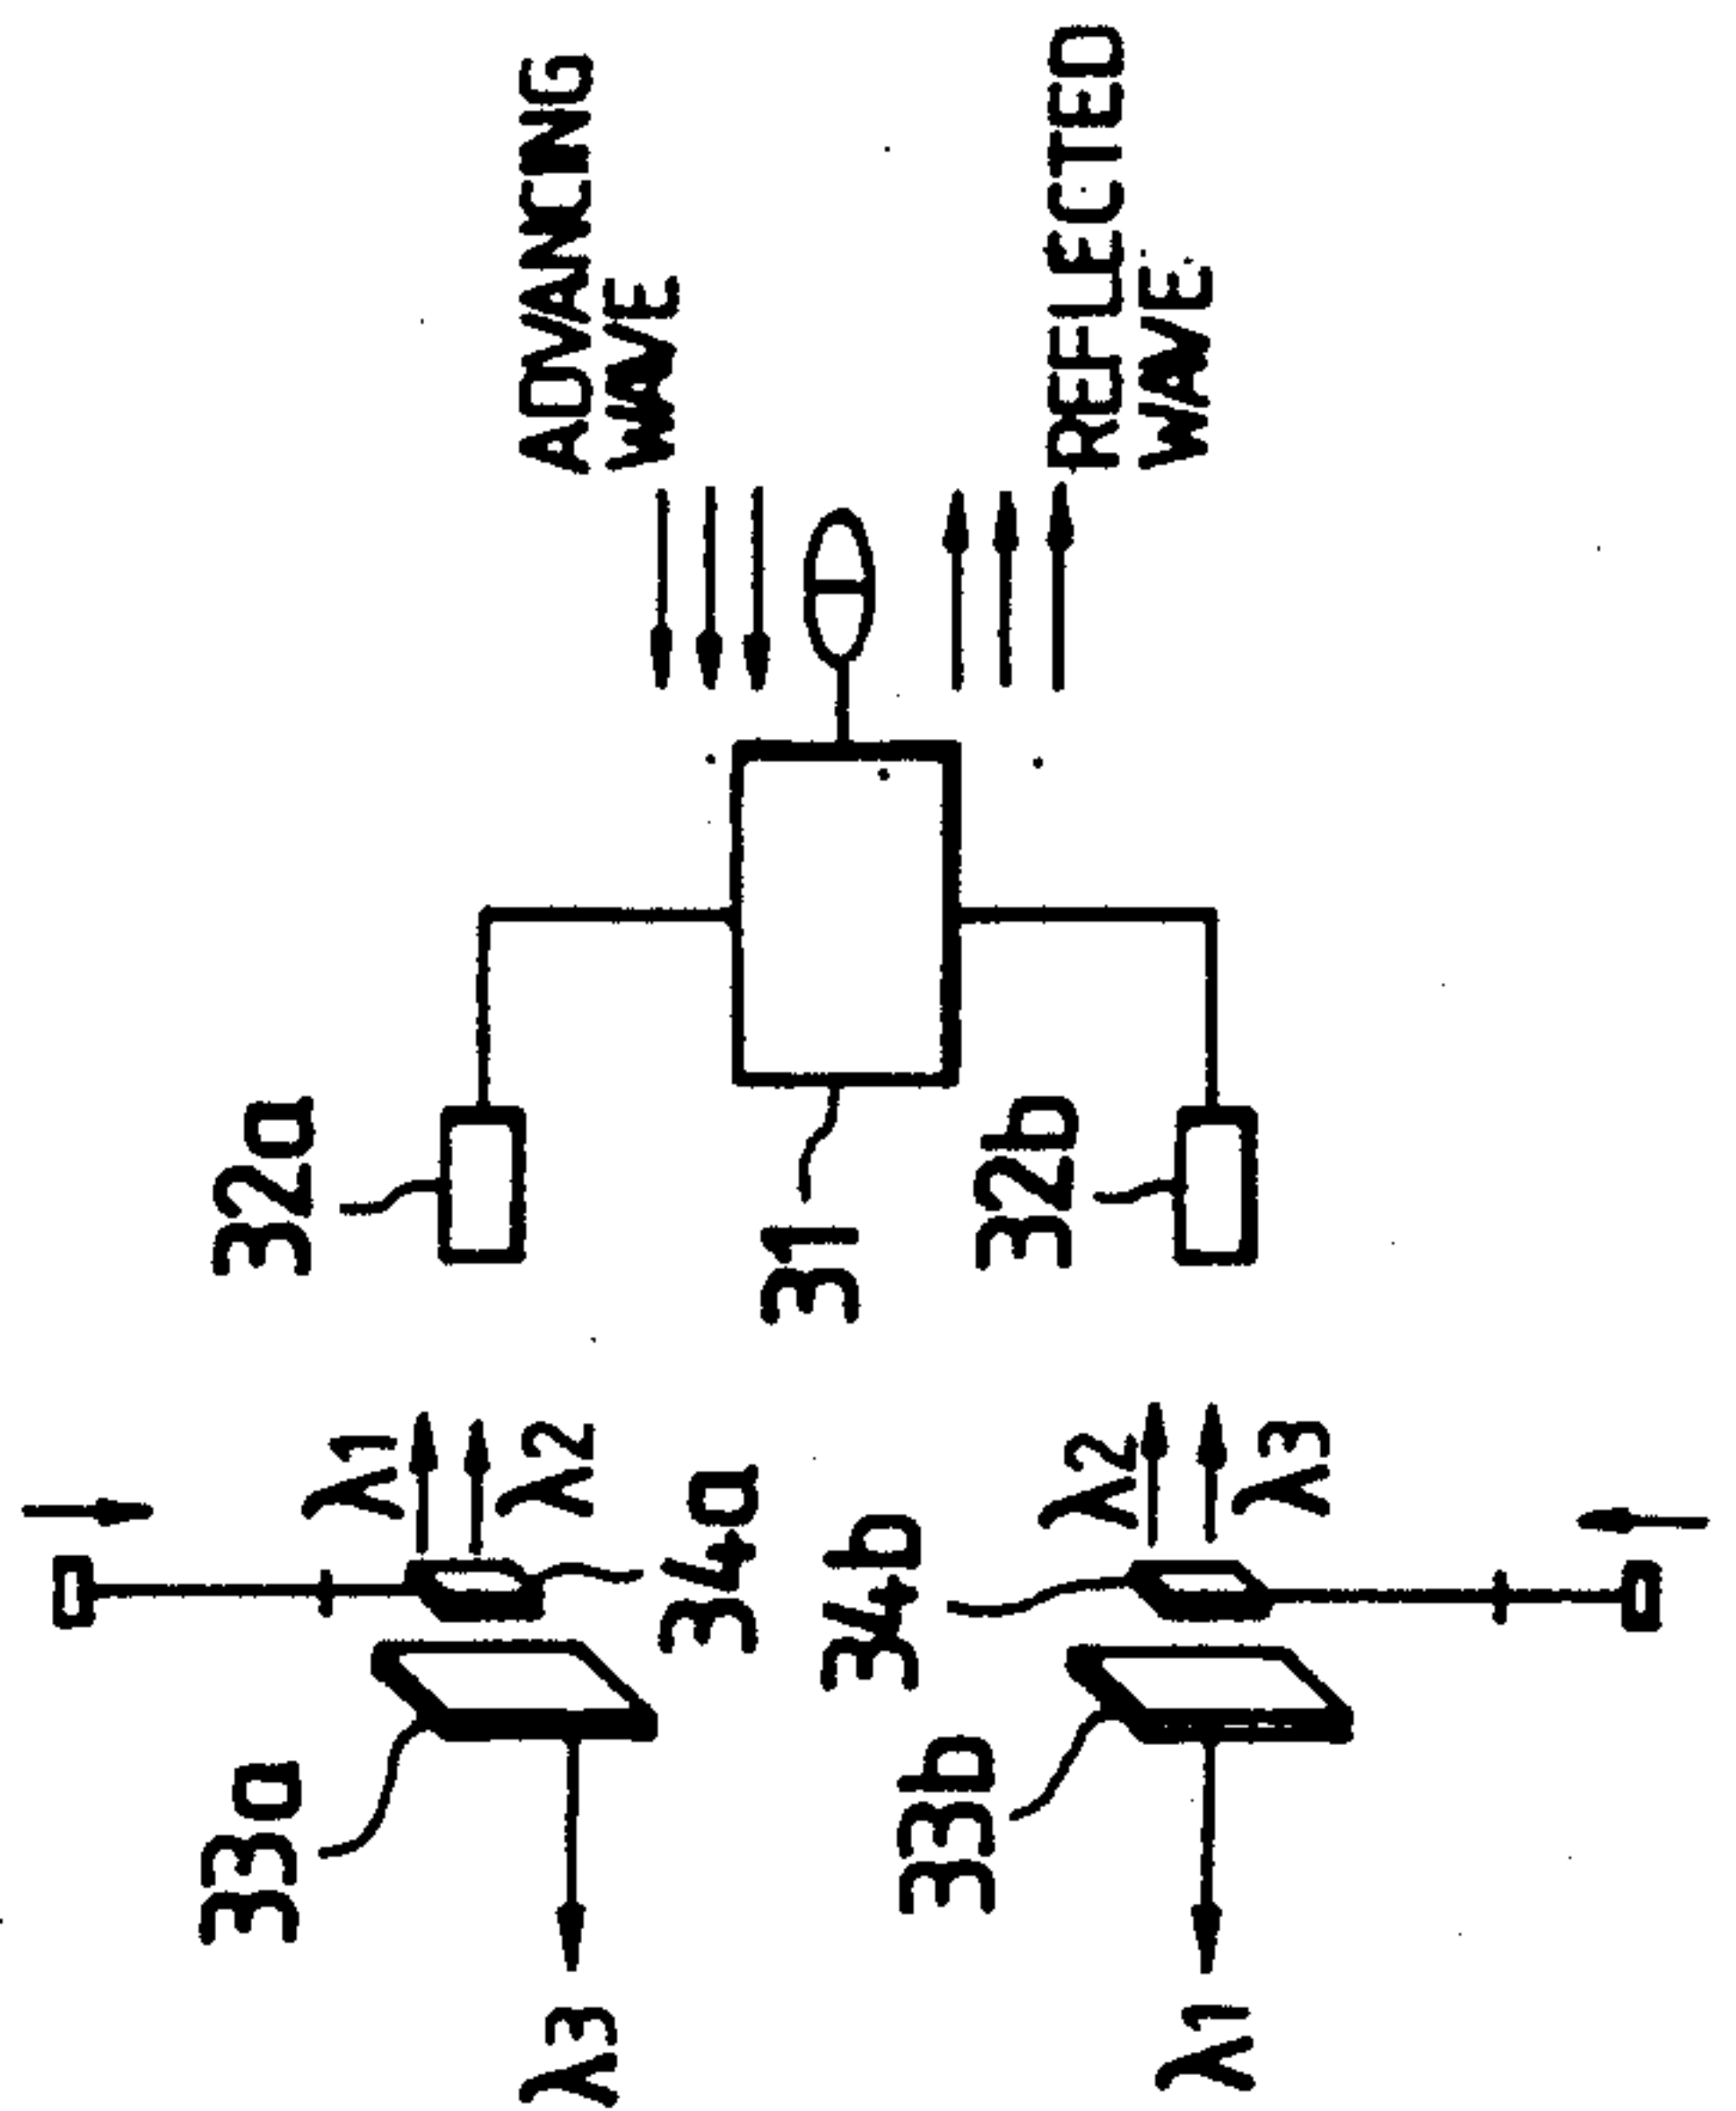 ADVANCING
WAVE
REFLECTED
WAVE
32a
31
32b
λ1
λ2
34a
34b
λ2
λ3
33a
33b
λ3
λ1